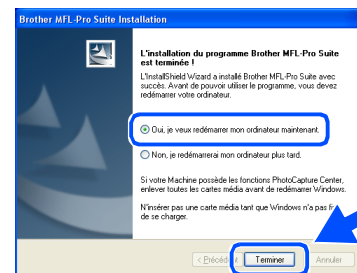 Brother MFL-Pro Suite Installation
L'installation du programme Brother MFL-Pro Suite
est terminée !
L'InstallShield Wizard a installé Brother MFL-Pro Suite avec
succès. Avant de pouvoir utiliser le programme, vous devez
redémarrer votre ordinateur.
Oui, je veux redémarrer mon ordinateur maintenant.
Non, je redémarrerai mon ordinateur plus tard.
Si votre Machine possède les fonctions PhotoCapture Center,
enlever toutes les cartes média avant de redémarrer Windows.
N'insérer pas une carte média tant que Windows n'a pas
de se charger.
< Précédent Terminer Annuler